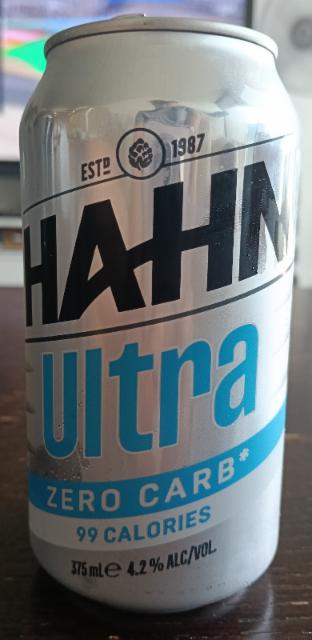 ESTD 1987
HAHN
Ultra
ZERO CARB*
99 CALORIES
375 mL e 4.2% ALC/VOL.